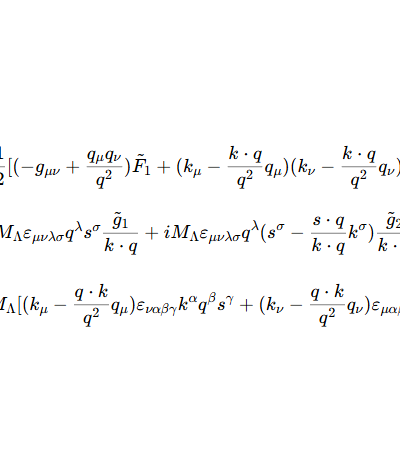 \frac{1}{2}[(-g_{\mu\nu} + \frac{q_\mu q_\nu}{q^2})\tilde{F}_1 + (k_\mu - \frac{k \cdot q}{q^2} q_\mu)(k_\nu - \frac{k \cdot q}{q^2} q_\nu)
M_\Lambda \varepsilon_{\mu\nu\lambda\sigma} q^\lambda s^\sigma \frac{\tilde{g}_1}{k \cdot q} + i M_\Lambda \varepsilon_{\mu\nu\lambda\sigma} q^\lambda (s^\sigma - \frac{s \cdot q}{k \cdot q} k^\sigma) \frac{\tilde{g}_2}{k \cdot}
M_\Lambda [(k_\mu - \frac{q \cdot k}{q^2} q_\mu) \varepsilon_{\nu\alpha\beta\gamma} k^\alpha q^\beta s^\gamma + (k_\nu - \frac{q \cdot k}{q^2} q_\nu) \varepsilon_{\mu\alpha